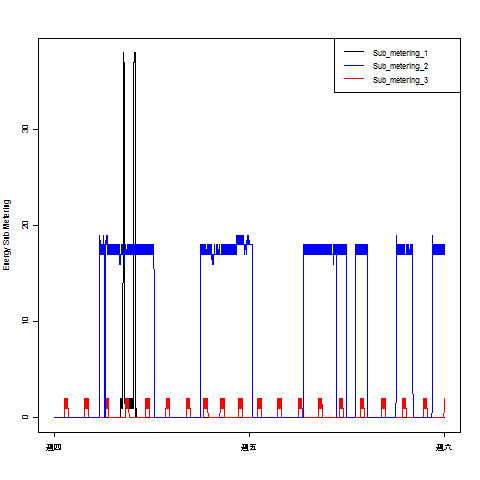 Sub_metering_1
Sub_metering_2
Sub_metering_3
Energy Sub Metering
30
20
10
0
週四
週五
週六